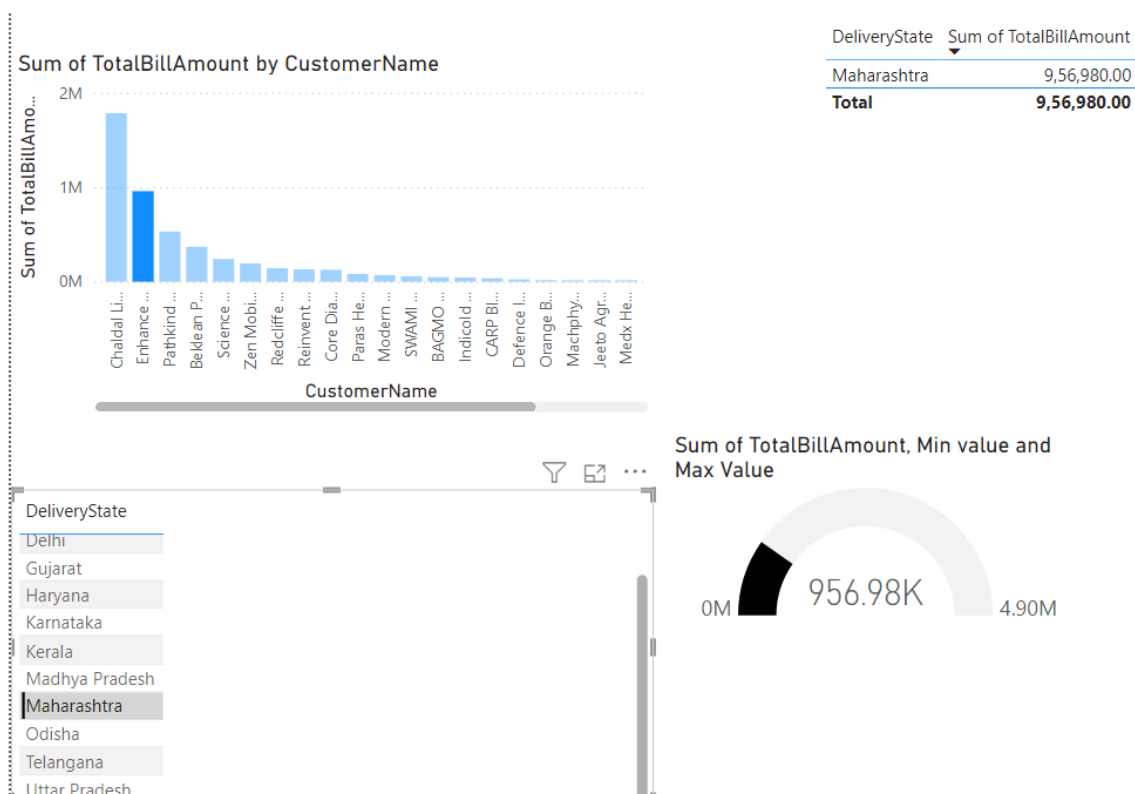 Sum of TotalBillAmount by CustomerName
Sum of TotalBillAmo...
2M
1M
0M
Chaldal Li...
Enhance ...
Pathkind ...
Beklean P...
Science ...
Zen Mobi...
Redcliffe ...
Reinvent ...
Core Dia...
Paras He...
Modern ...
SWAMI ...
BAGMO ...
Indicold ...
CARP BI...
Defence I...
Orange B...
Machphy...
Jeeto Agr...
Medx He...
CustomerName
DeliveryState Sum of TotalBillAmount
Maharashtra 9,56,980.00
Total 9,56,980.00
DeliveryState
Delhi
Gujarat
Haryana
Karnataka
Kerala
Madhya Pradesh
Maharashtra
Odisha
Telangana
Uttar Pradesh
Sum of TotalBillAmount, Min value and
Max Value
956.98K
0M
4.90M